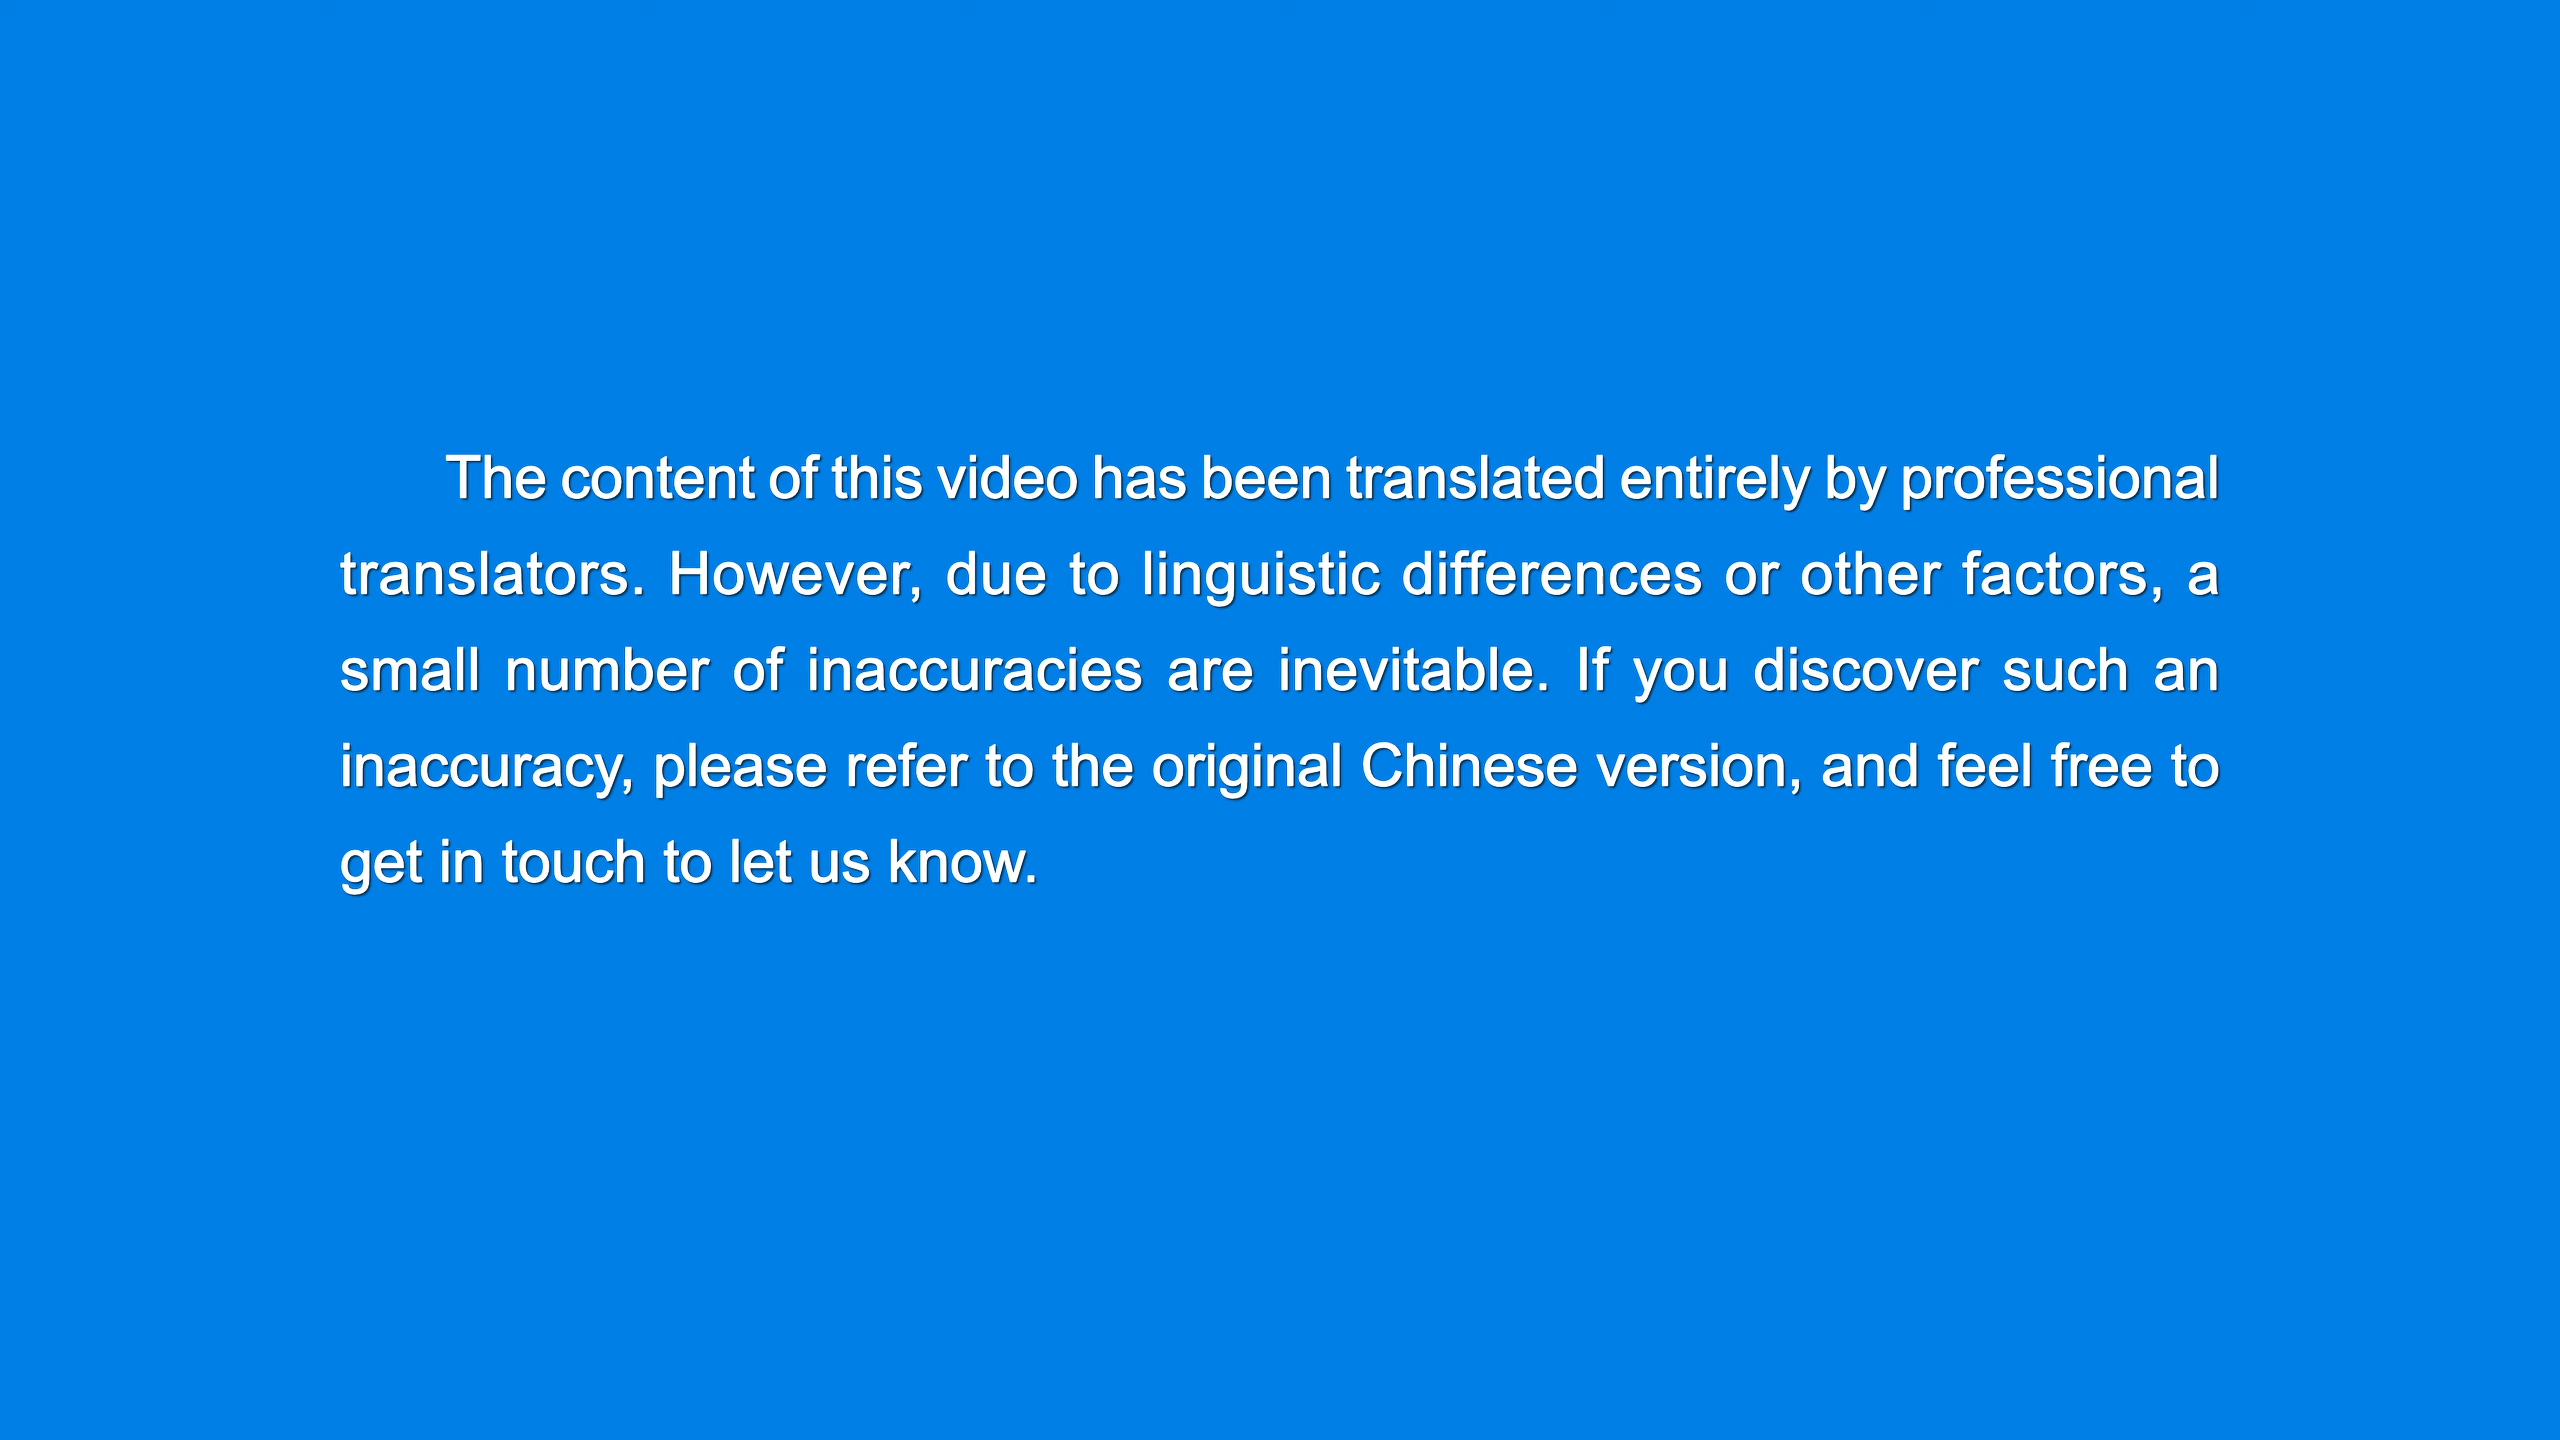 The content of this video has been translated entirely by professional
translators. However, due to linguistic differences or other factors, a
small number of inaccuracies are inevitable. If you discover such an
inaccuracy, please refer to the original Chinese version, and feel free to
get in touch to let us know.